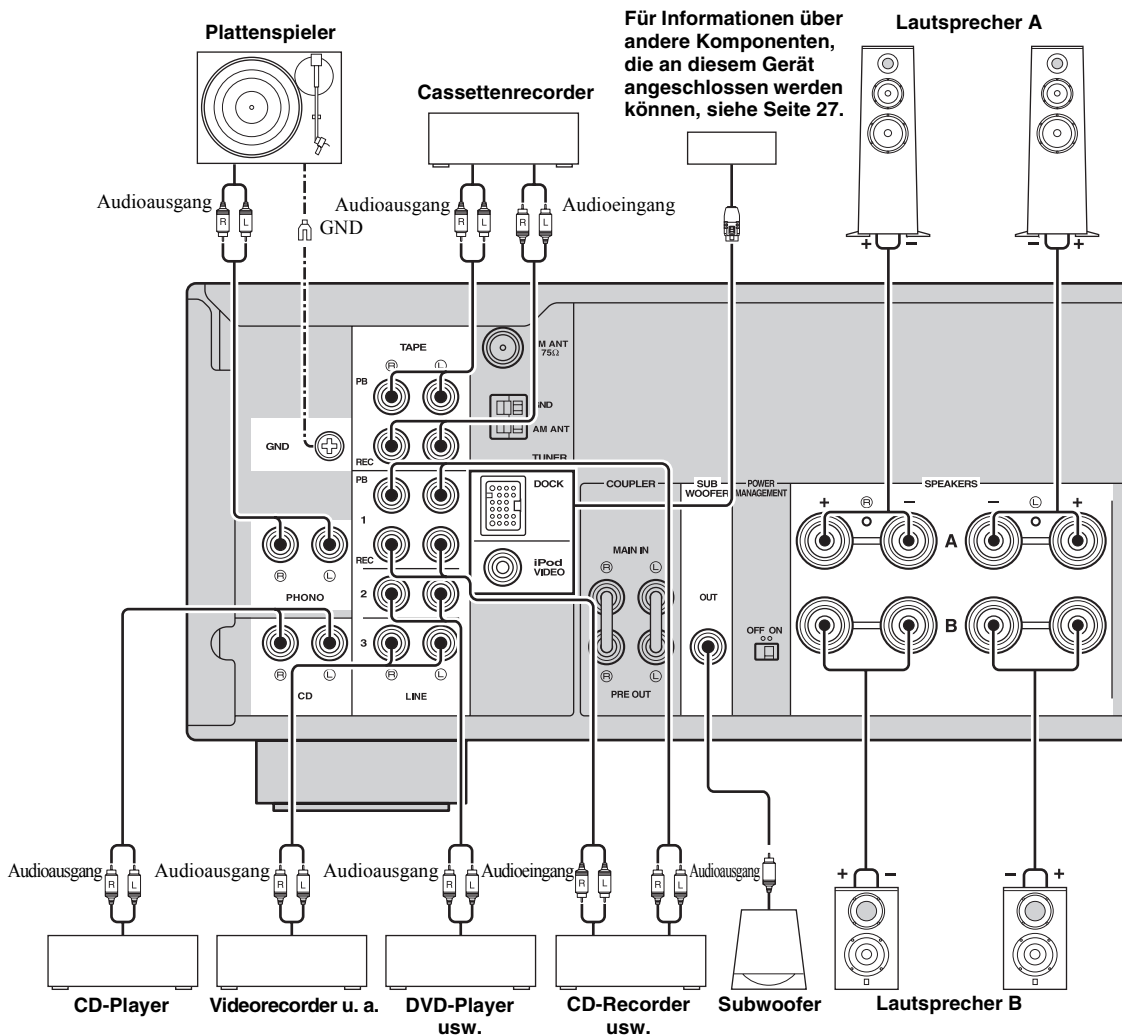 Plattenspieler
Cassettenrecorder
Für Informationen über
andere Komponenten,
die an diesem Gerät
angeschlossen werden
können, siehe Seite 27.
Lautsprecher A
Audioausgang
R L
GND
Audioausgang
R L
R L
Audioeingang
+ − − +
TAPE
R L
PB
REC
M ANT
75Ω
GND
AM ANT
TUNER
GND
PHONO
R L
CD
R L
PB
1
REC
2
3
R L
LINE
DOCK
iPod
VIDEO
COUPLER
MAIN IN
R L
R L
PRE OUT
SUB
WOOFER
OUT
POWER
MANAGEMENT
OFF ON
SPEAKERS
+ R − − L +
A
B
Audioausgang
R L
Audioausgang
R L
Audioausgang
R L
Audioeingang
R L
R L
Audioausgang
+ − − +
CD-Player
Videorecorder u. a.
DVD-Player
usw.
CD-Recorder
usw.
Subwoofer
Lautsprecher B